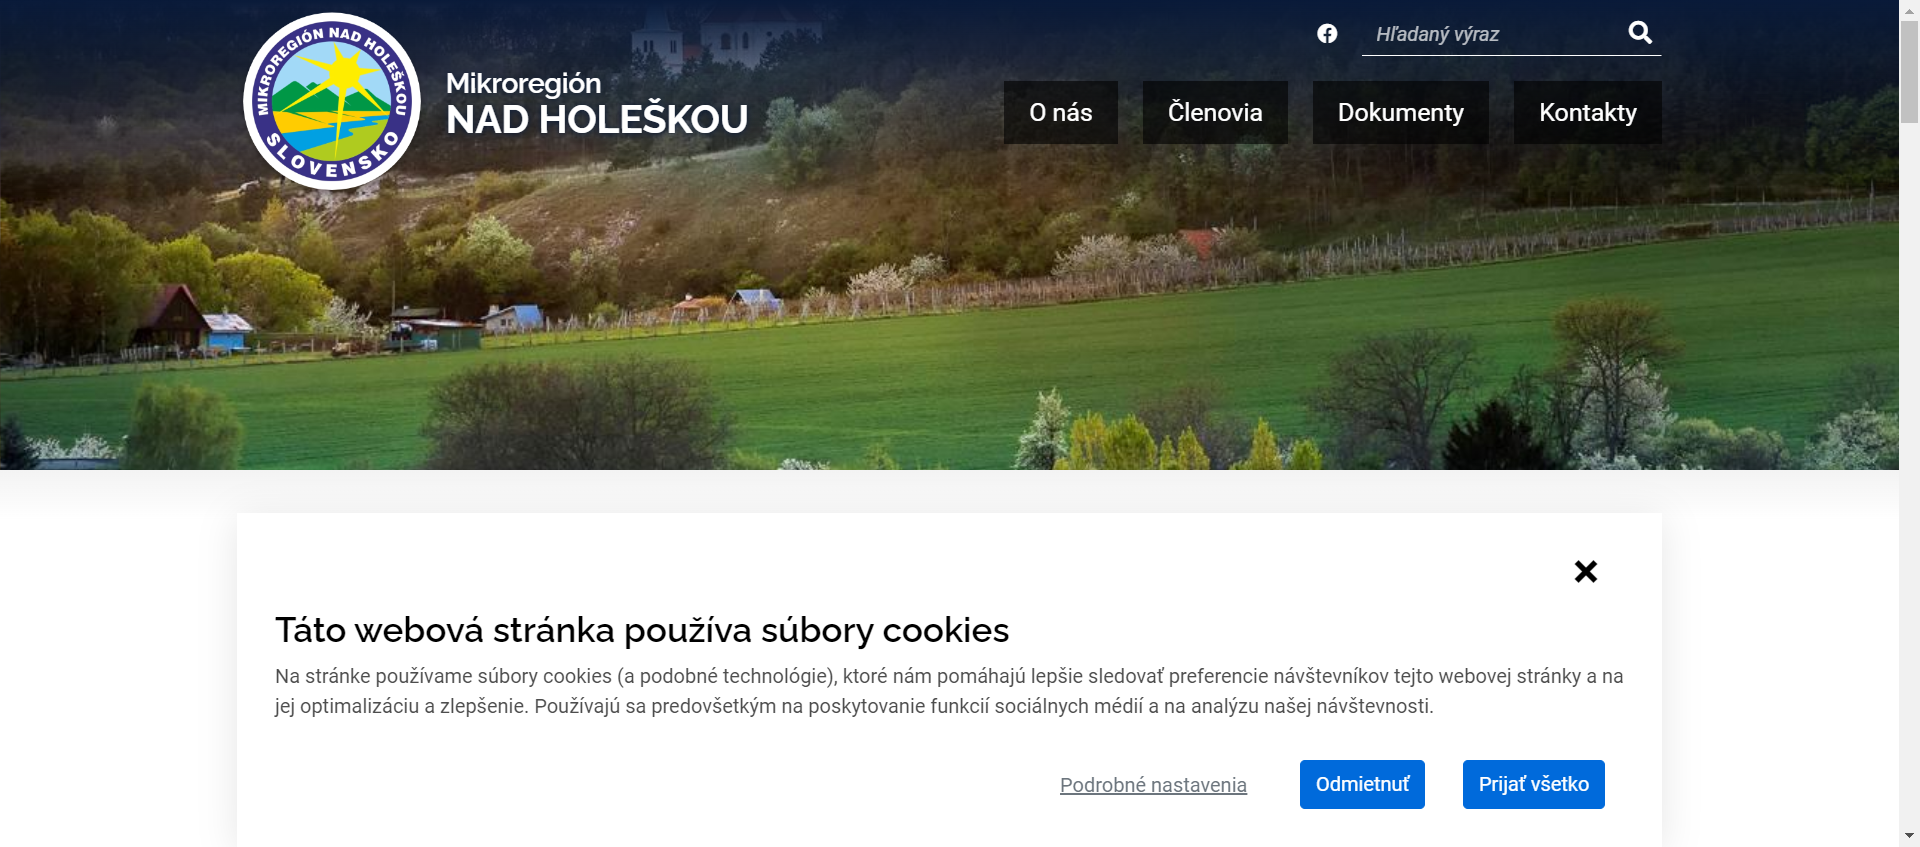 MIKROREGIÓN NAD HOLEŠKOU
SLOVENSKO
Mikroregión
NAD HOLEŠKOU
Hľadaný výraz
O nás
Členovia
Dokumenty
Kontakty
Táto webová stránka používa súbory cookies
Na stránke používame súbory cookies (a podobné technológie), ktoré nám pomáhajú lepšie sledovať preferencie návštevníkov tejto webovej stránky a na
jej optimalizáciu a zlepšenie. Používajú sa predovšetkým na poskytovanie funkcií sociálnych médií a na analýzu našej návštevnosti.
Podrobné nastavenia
Odmietnuť
Prijať všetko